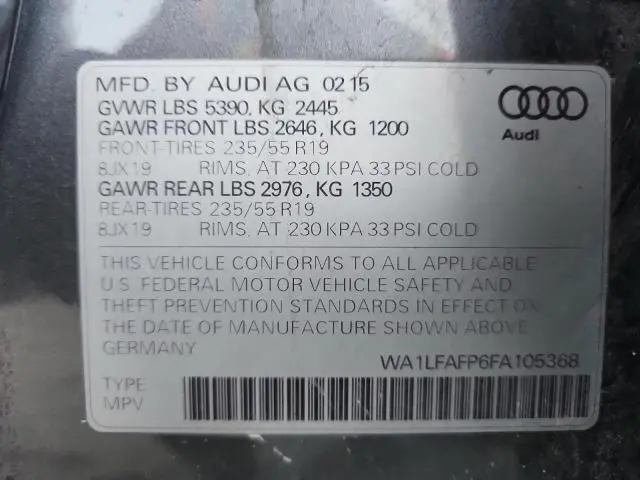 MFD. BY AUDI AG 02 15
GVWR LBS 5390, KG 2445
GAWR FRONT LBS 2646, KG 1200
FRONT-TIRES 235/55 R19
8JX19 RIMS, AT 230 KPA 33 PSI COLD
GAWR REAR LBS 2976, KG 1350
REAR-TIRES 235/55 R19
8JX19 RIMS, AT 230 KPA 33 PSI COLD
Audi
THIS VEHICLE CONFORMS TO ALL APPLICABLE
U.S. FEDERAL MOTOR VEHICLE SAFETY AND
THEFT PREVENTION STANDARDS IN EFFECT ON
THE DATE OF MANUFACTURE SHOWN ABOVE
GERMANY
WA1LFAFP6FA105368
TYPE
MPV